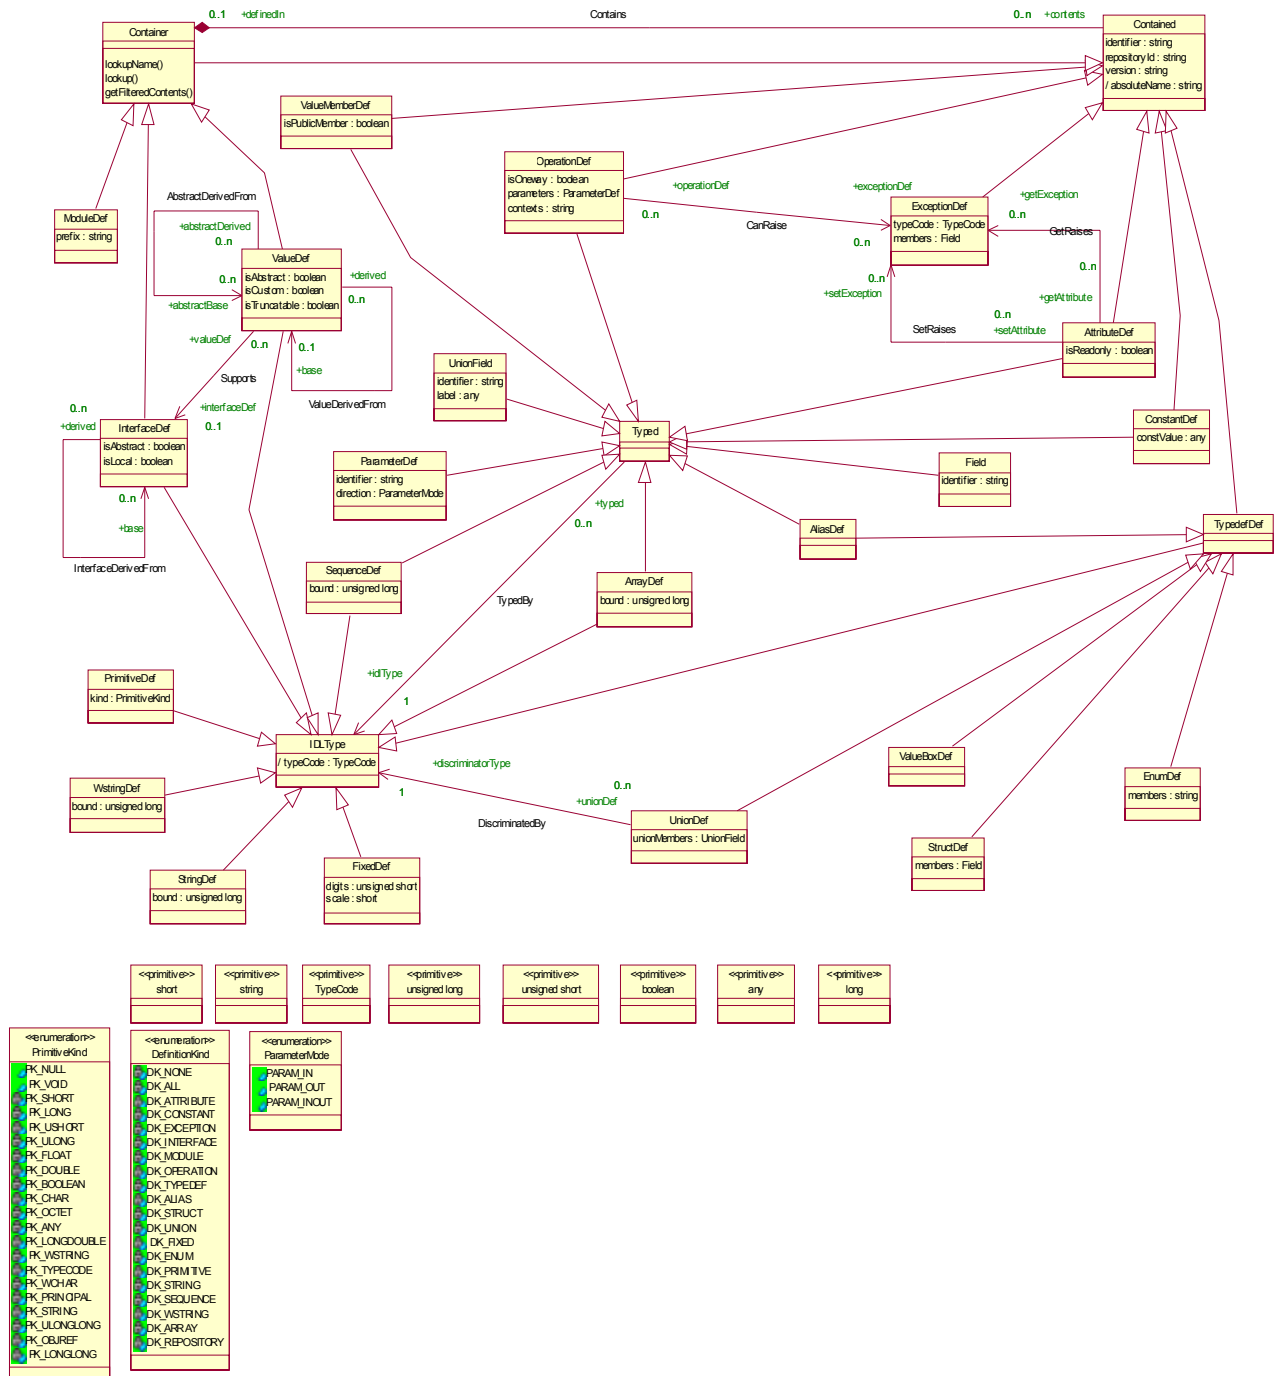 0..1 +definedIn
Contains
0..n +contents
Container
lookupName()
lookup()
getFilteredContents()
Contained
identifier : string
repositoryId : string
version : string
/ absoluteName : string
ValueMemberDef
isPublicMember : boolean
OperationDef
isOneway : boolean
parameters : ParameterDef
contexts : string
+operationDef
0..n
CanRaise
+exceptionDef
0..n
ExceptionDef
typeCode : TypeCode
members : Field
+getException
0..n
GetRaises
0..n
+getAttribute
0..n
+setException
SetRaises
0..n
+setAttribute
AttributeDef
isReadonly : boolean
ModuleDef
prefix : string
AbstractDerivedFrom
+abstractDerived
0..n
0..n
+abstractBase
ValueDef
isAbstract : boolean
isCustom : boolean
isTruncatable : boolean
+derived
0..n
0..1
+base
ValueDerivedFrom
+valueDef
0..n
Supports
+interfaceDef
0..1
0..n
+derived
InterfaceDef
isAbstract : boolean
isLocal : boolean
0..n
+base
InterfaceDerivedFrom
UnionField
identifier : string
label : any
Typed
ConstantDef
constValue : any
ParameterDef
identifier : string
direction : ParameterMode
Field
identifier : string
+typed
0..n
AliasDef
TypedefDef
SequenceDef
bound : unsigned long
TypedBy
ArrayDef
bound : unsigned long
PrimitiveDef
kind : PrimitiveKind
+idlType
1
IDLType
/ typeCode : TypeCode
+discriminatorType
1
DiscriminatedBy
0..n
+unionDef
UnionDef
unionMembers : UnionField
ValueBoxDef
EnumDef
members : string
WstringDef
bound : unsigned long
StructDef
members : Field
StringDef
bound : unsigned long
FixedDef
digits : unsigned short
scale : short
<<primitive>>
short
<<primitive>>
string
<<primitive>>
TypeCode
<<primitive>>
unsigned long
<<primitive>>
unsigned short
<<primitive>>
boolean
<<primitive>>
any
<<primitive>>
long
<<enumeration>>
PrimitiveKind
PK_NULL
PK_VOID
PK_SHORT
PK_LONG
PK_USHORT
PK_ULONG
PK_FLOAT
PK_DOUBLE
PK_BOOLEAN
PK_CHAR
PK_OCTET
PK_ANY
PK_LONGDOUBLE
PK_WSTRING
PK_TYPECODE
PK_WCHAR
PK_PRINCIPAL
PK_STRING
PK_ULONGLONG
PK_OBJREF
PK_LONGLONG
<<enumeration>>
DefinitionKind
DK_NONE
DK_ALL
DK_ATTRIBUTE
DK_CONSTANT
DK_EXCEPTION
DK_INTERFACE
DK_MODULE
DK_OPERATION
DK_TYPEDEF
DK_ALIAS
DK_STRUCT
DK_UNION
DK_FIXED
DK_ENUM
DK_PRIMITIVE
DK_STRING
DK_SEQUENCE
DK_WSTRING
DK_ARRAY
DK_REPOSITORY
<<enumeration>>
ParameterMode
PARAM_IN
PARAM_OUT
PARAM_INOUT